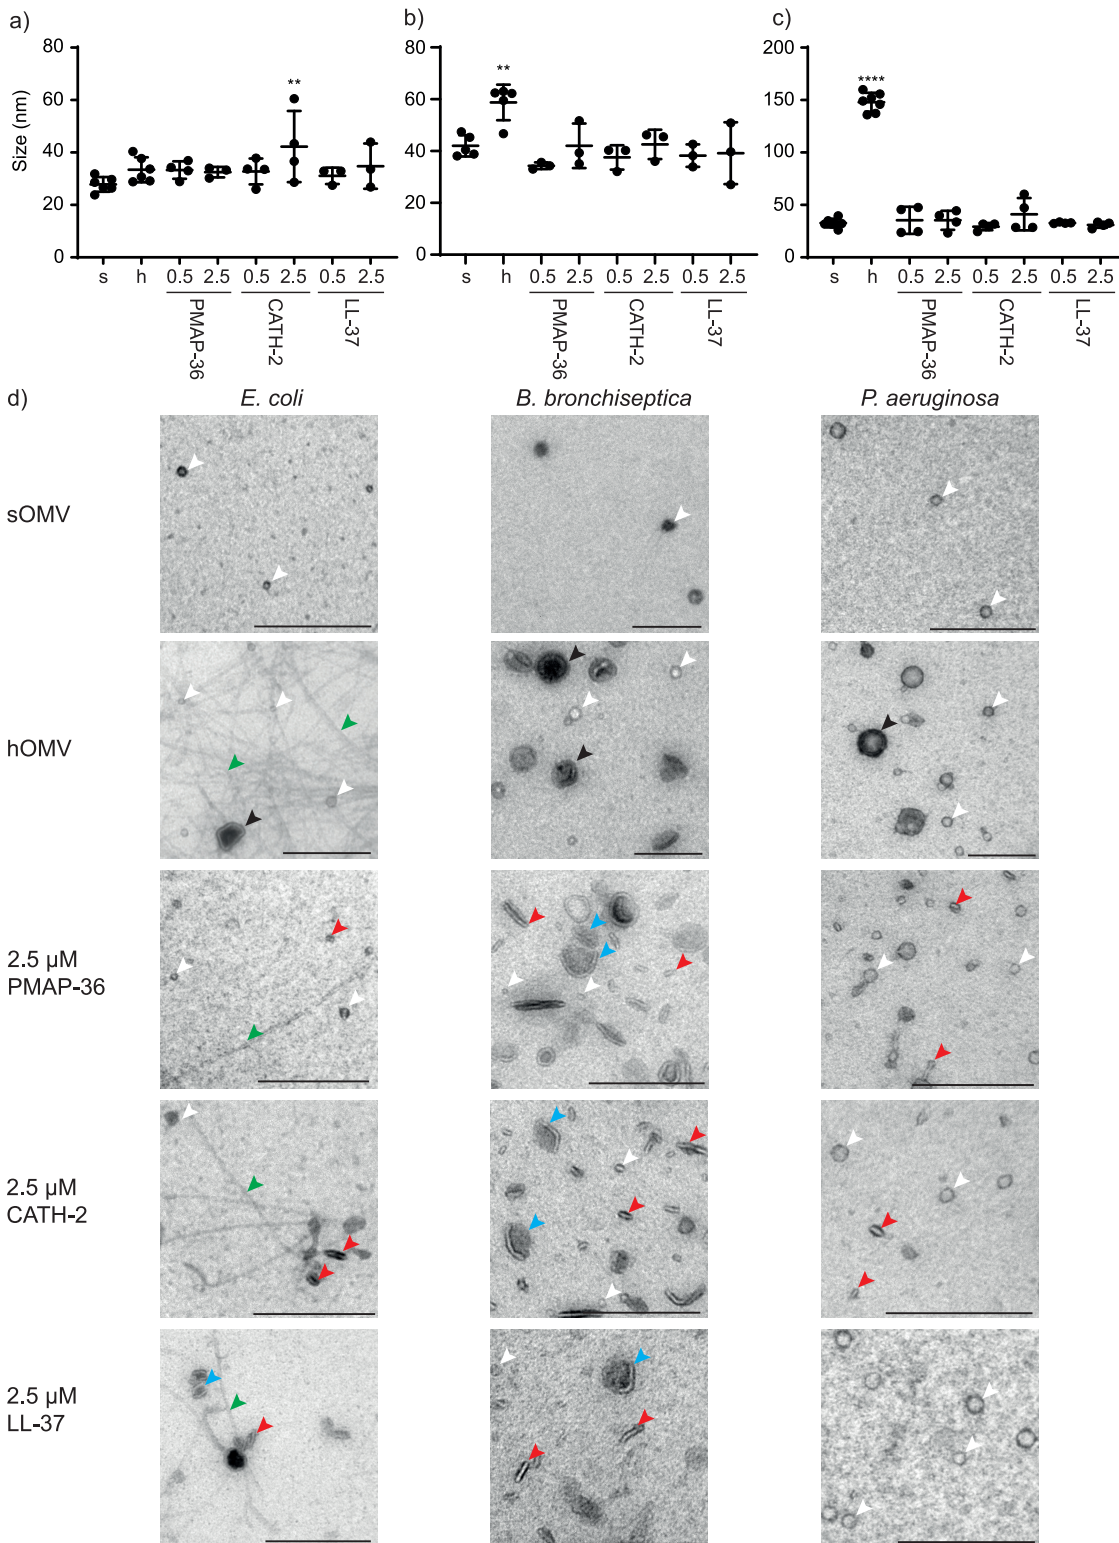 a)
b)
c)
Size (nm)
80
60
40
20
0
**
s
h
0.5
2.5
0.5
2.5
0.5
2.5
PMAP-36
CATH-2
LL-37
80
60
40
20
0
**
s
h
0.5
2.5
0.5
2.5
0.5
2.5
PMAP-36
CATH-2
LL-37
200
150
100
50
0
****
s
h
0.5
2.5
0.5
2.5
0.5
2.5
PMAP-36
CATH-2
LL-37
d)
E. coli
B. bronchiseptica
P. aeruginosa
sOMV
hOMV
2.5 µM
PMAP-36
2.5 µM
CATH-2
2.5 µM
LL-37